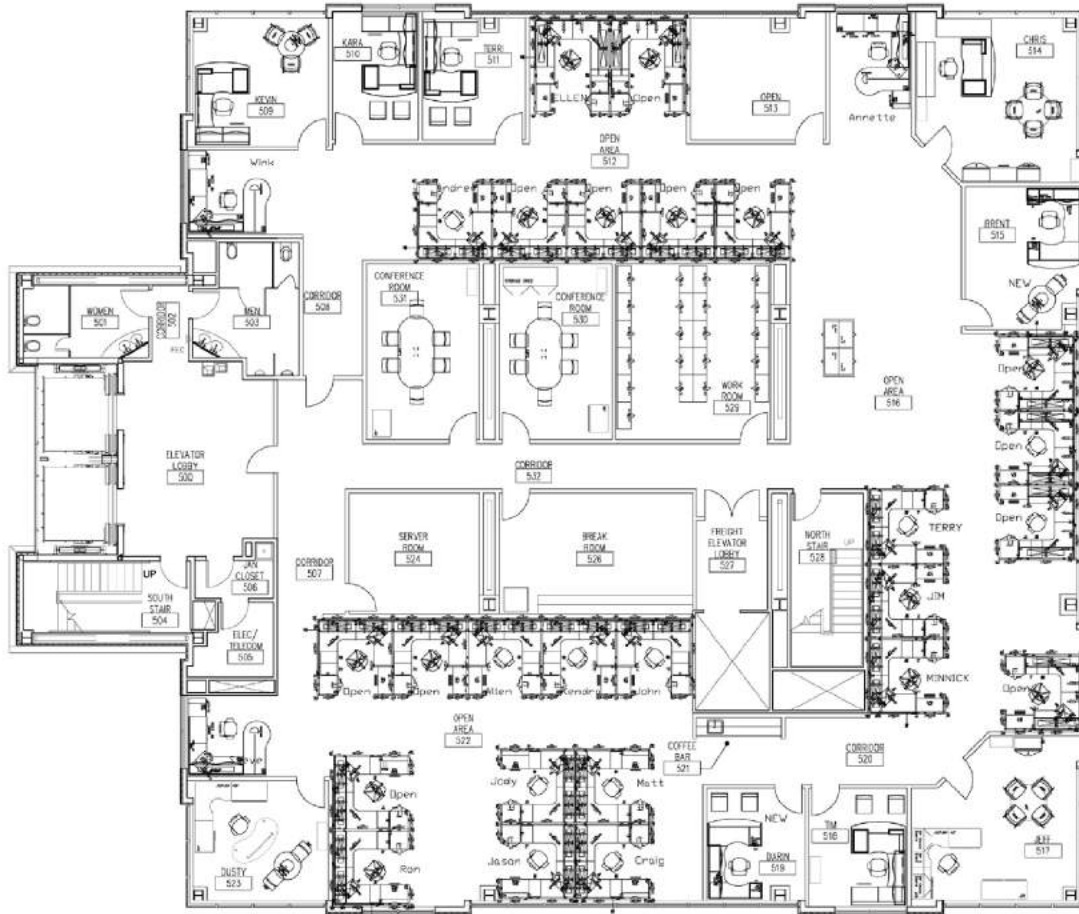 KARA
510
TERRI
511
CHRIS
514
KEVIN
509
ELLEN
Open
OPEN
513
Annette
OPEN
AREA
512
Wink
Open
Open
Open
Open
BRENT
515
CONFERENCE
ROOM
531
CONFERENCE
ROOM
530
CORRIDOR
508
NEW
WOMEN
501
CORRIDOR
502
MEN
503
Open
OPEN
AREA
516
WORK
ROOM
529
Open
ELEVATOR
LOBBY
500
CORRIDOR
532
Open
TERRY
SERVER
ROOM
524
BREAK
ROOM
526
FREIGHT
ELEVATOR
LOBBY
527
NORTH
STAIR
528
UP
CORRIDOR
507
JAN
CLOSET
506
UP
SOUTH
STAIR
504
JIM
ELEC/
TELECOM
505
MINNICK
Open
Open
Open
Allen
Kendra
John
OPEN
AREA
522
COFFEE
BAR
521
CORRIDOR
520
Jody
Matt
Open
NEW
TIM
518
JEFF
517
Jason
Craig
DARIN
519
Ron
DUSTY
523